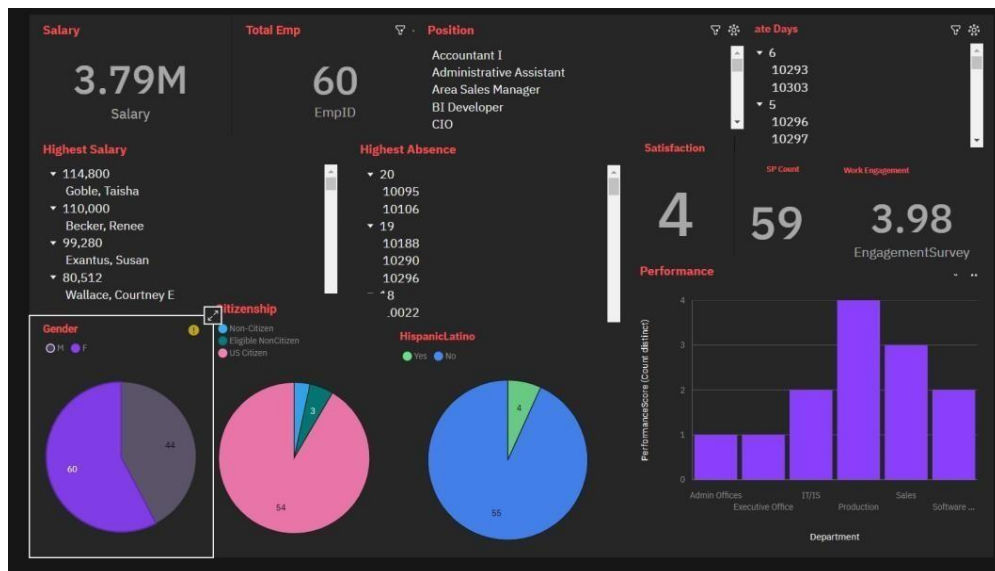 Salary
3.79M
Salary
Total Emp
60
EmpID
Position
Accountant I
Administrative Assistant
Area Sales Manager
BI Developer
CIO
ate Days
6
10293
10303
5
10296
10297
Highest Salary
114,800
Goble, Taisha
110,000
Becker, Renee
99,280
Exantus, Susan
80,512
Wallace, Courtney E
Highest Absence
20
10095
10106
19
10188
10290
10296
.0022
Satisfaction
4
SP Count
59
Work Engagement
3.98
EngagementSurvey
Gender
M F
44
60
Citizenship
Non-Citizen
Eligible NonCitizen
US Citizen
3
54
HispanicLatino
Yes No
4
55
Performance
PerformanceScore (Count distinct)
4
3
2
1
0
Admin Offices
Executive Office
IT/IS
Production
Sales
Software ...
Department